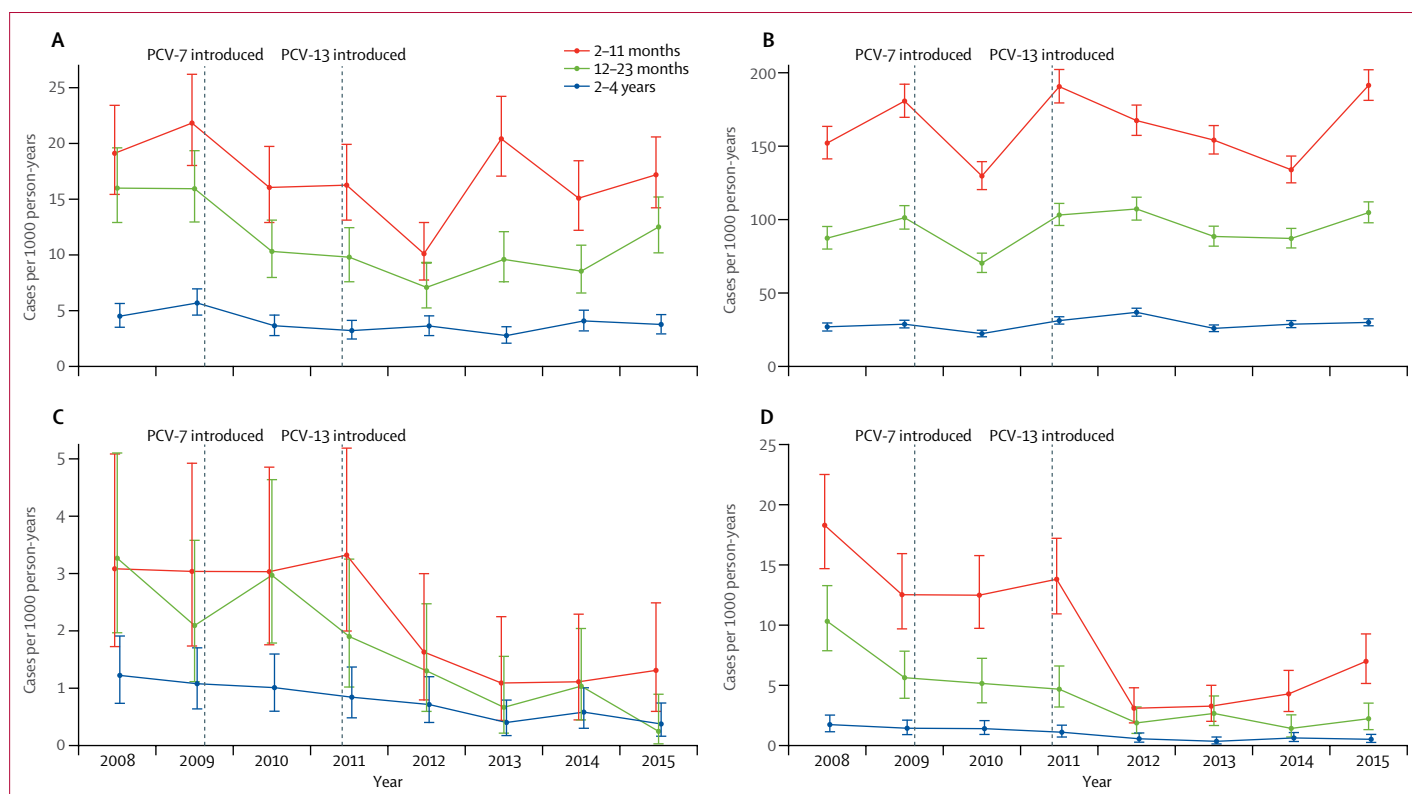 A
PCV-7 introduced PCV-13 introduced
2–11 months
12–23 months
2–4 years
25
20
15
10
5
0
Cases per 1000 person-years
B
PCV-7 introduced PCV-13 introduced
200
150
100
50
0
Cases per 1000 person-years
C
PCV-7 introduced PCV-13 introduced
5
4
3
2
1
0
Cases per 1000 person-years
2008 2009 2010 2011 2012 2013 2014 2015
Year
D
PCV-7 introduced PCV-13 introduced
25
20
15
10
5
0
Cases per 1000 person-years
2008 2009 2010 2011 2012 2013 2014 2015
Year